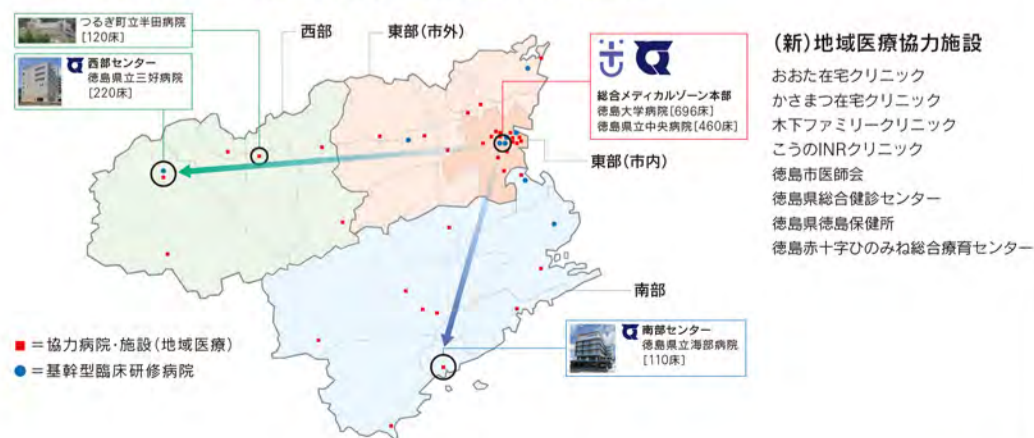 つるぎ町立半田病院
[120床]
西部センター
徳島県立三好病院
[220床]
西部
東部(市外)
総合メディカルゾーン本部
徳島大学病院[696床]
徳島県立中央病院[460床]
東部(市内)
南部
南部センター
徳島県立海部病院
[110床]
■=協力病院・施設(地域医療)
●=基幹型臨床研修病院
(新)地域医療協力施設
おおた在宅クリニック
かさまつ在宅クリニック
木下ファミリークリニック
こうのINRクリニック
徳島市医師会
徳島県総合健診センター
徳島県徳島保健所
徳島赤十字ひのみね総合療育センター